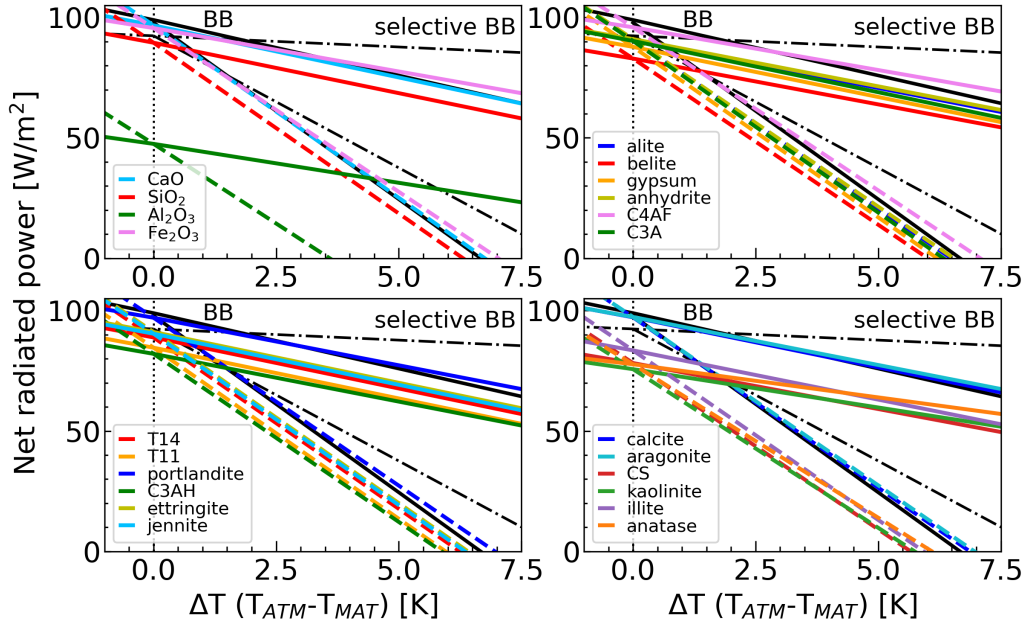 Net radiated power [W/m²]
100
50
0
BB
selective BB
CaO
SiO₂
Al₂O₃
Fe₂O₃
0.0 2.5 5.0 7.5
100
50
0
BB
selective BB
alite
belite
gypsum
anhydrite
C4AF
C3A
0.0 2.5 5.0 7.5
100
50
0
BB
selective BB
T14
T11
portlandite
C3AH
ettringite
jennite
0.0 2.5 5.0 7.5
ΔT (T_ATM-T_MAT) [K]
100
50
0
BB
selective BB
calcite
aragonite
CS
kaolinite
illite
anatase
0.0 2.5 5.0 7.5
ΔT (T_ATM-T_MAT) [K]